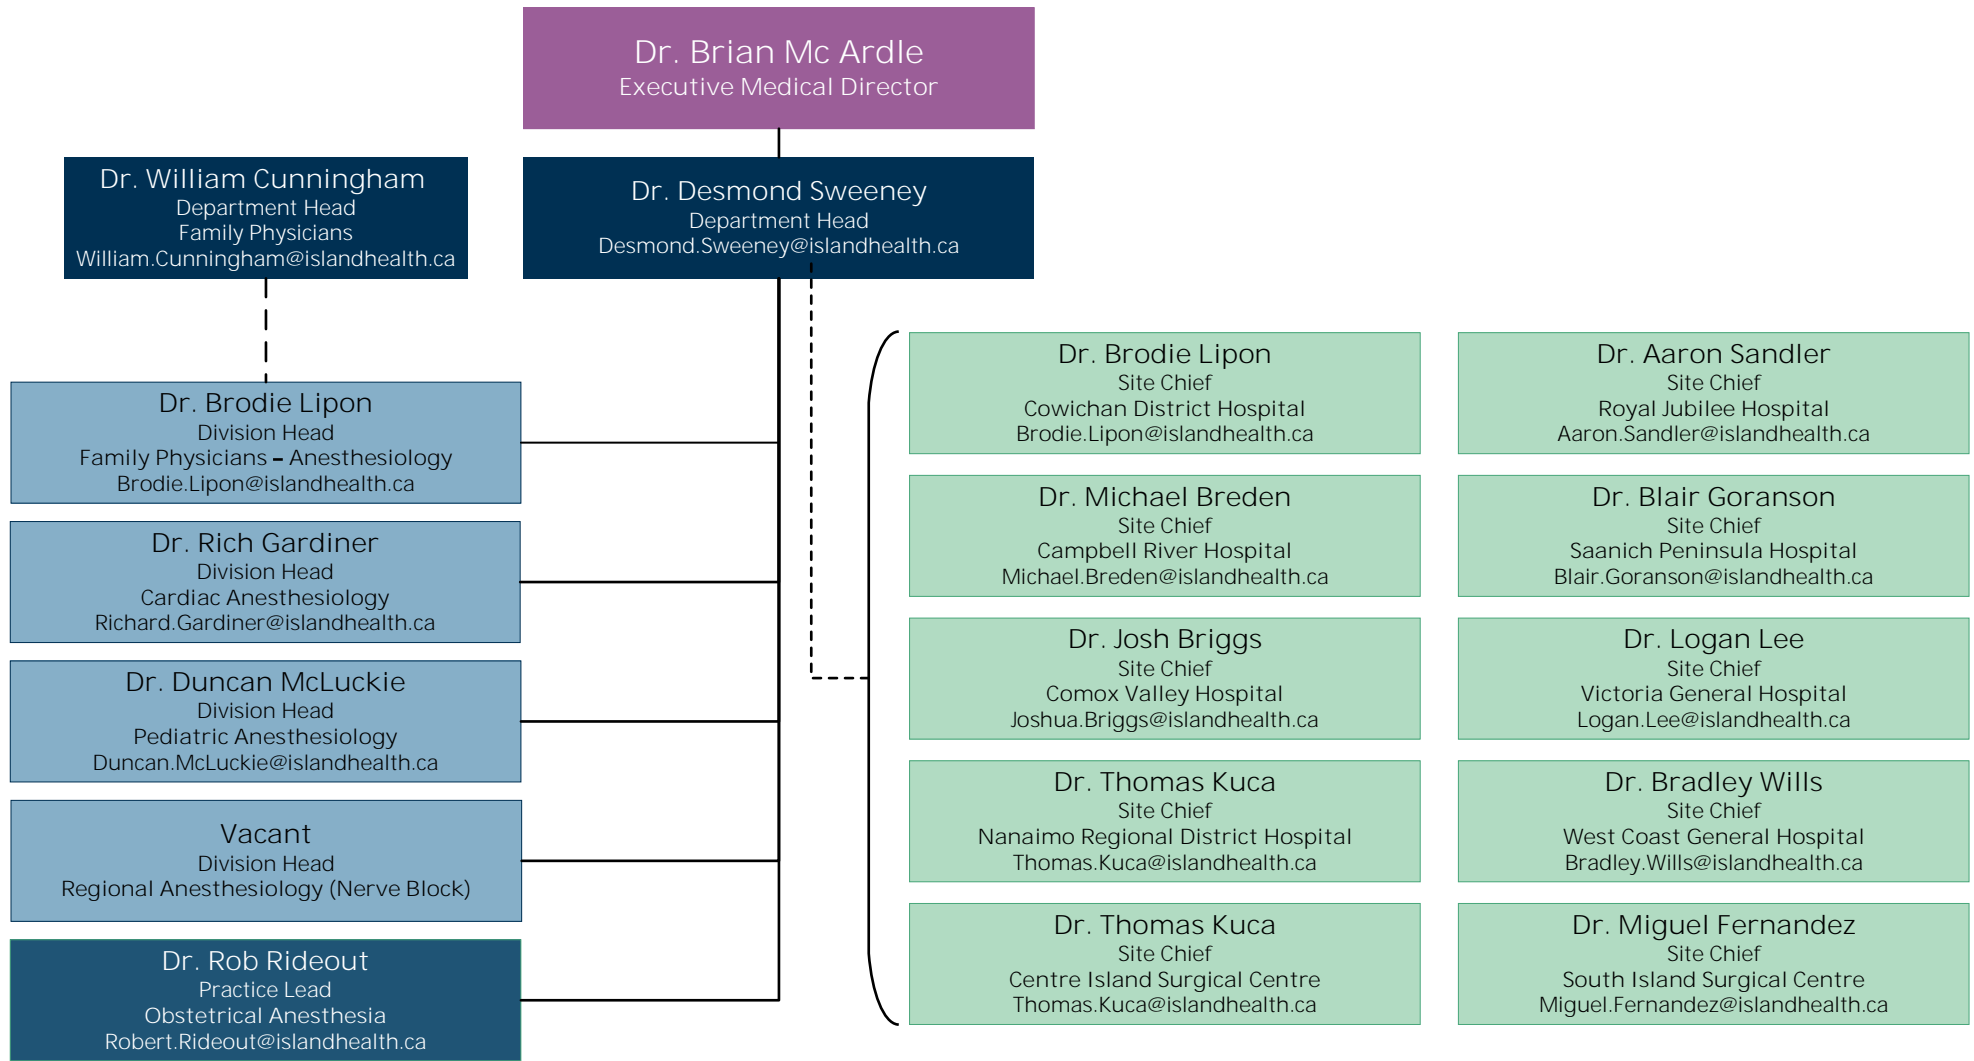 Dr. Brian Mc Ardle
Executive Medical Director
Dr. William Cunningham
Department Head
Family Physicians
William.Cunningham@islandhealth.ca
Dr. Desmond Sweeney
Department Head
Desmond.Sweeney@islandhealth.ca
Dr. Brodie Lipon
Division Head
Family Physicians – Anesthesiology
Brodie.Lipon@islandhealth.ca
Dr. Rich Gardiner
Division Head
Cardiac Anesthesiology
Richard.Gardiner@islandhealth.ca
Dr. Duncan McLuckie
Division Head
Pediatric Anesthesiology
Duncan.McLuckie@islandhealth.ca
Vacant
Division Head
Regional Anesthesiology (Nerve Block)
Dr. Rob Rideout
Practice Lead
Obstetrical Anesthesia
Robert.Rideout@islandhealth.ca
Dr. Brodie Lipon
Site Chief
Cowichan District Hospital
Brodie.Lipon@islandhealth.ca
Dr. Michael Breden
Site Chief
Campbell River Hospital
Michael.Breden@islandhealth.ca
Dr. Josh Briggs
Site Chief
Comox Valley Hospital
Joshua.Briggs@islandhealth.ca
Dr. Thomas Kuca
Site Chief
Nanaimo Regional District Hospital
Thomas.Kuca@islandhealth.ca
Dr. Thomas Kuca
Site Chief
Centre Island Surgical Centre
Thomas.Kuca@islandhealth.ca
Dr. Aaron Sandler
Site Chief
Royal Jubilee Hospital
Aaron.Sandler@islandhealth.ca
Dr. Blair Goranson
Site Chief
Saanich Peninsula Hospital
Blair.Goranson@islandhealth.ca
Dr. Logan Lee
Site Chief
Victoria General Hospital
Logan.Lee@islandhealth.ca
Dr. Bradley Wills
Site Chief
West Coast General Hospital
Bradley.Wills@islandhealth.ca
Dr. Miguel Fernandez
Site Chief
South Island Surgical Centre
Miguel.Fernandez@islandhealth.ca